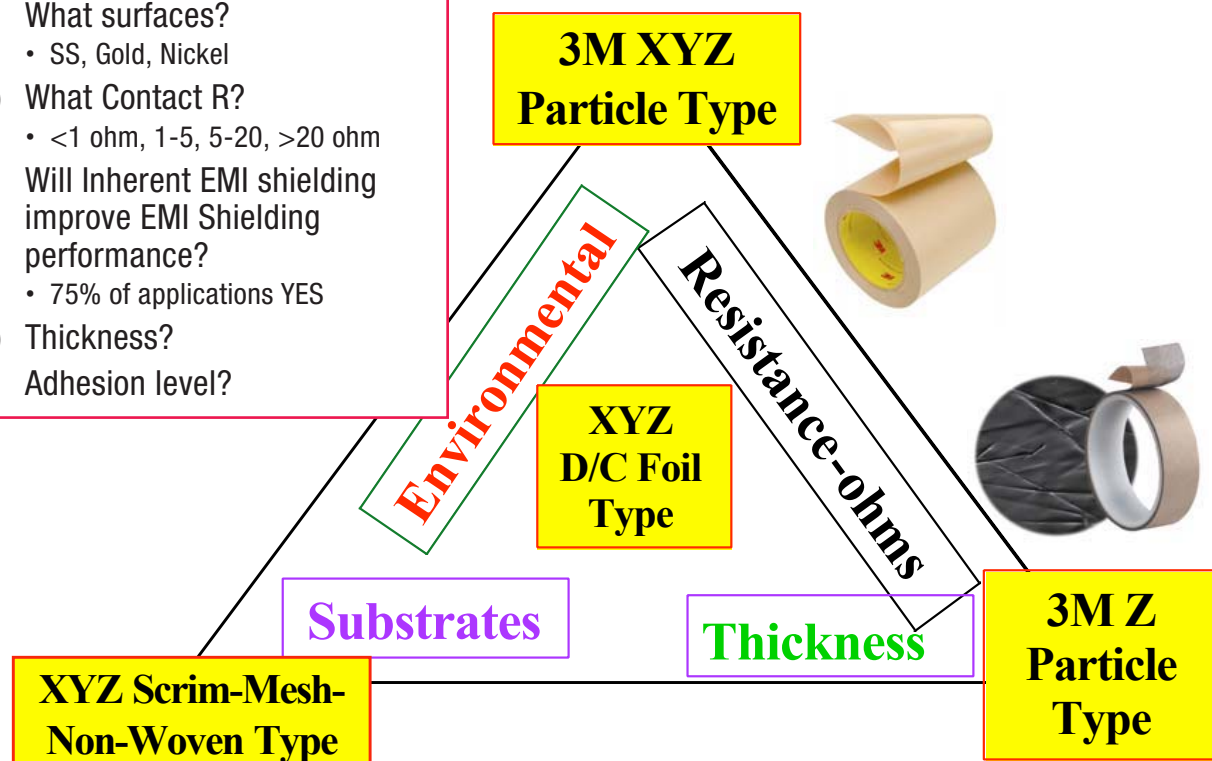 What surfaces?
• SS, Gold, Nickel
What Contact R?
• <1 ohm, 1-5, 5-20, >20 ohm
Will Inherent EMI shielding
improve EMI Shielding
performance?
• 75% of applications YES
Thickness?
Adhesion level?
3M XYZ
Particle Type
Environmental
Resistance-ohms
XYZ
D/C Foil
Type
Substrates
Thickness
XYZ Scrim-Mesh-
Non-Woven Type
3M Z
Particle
Type
3M